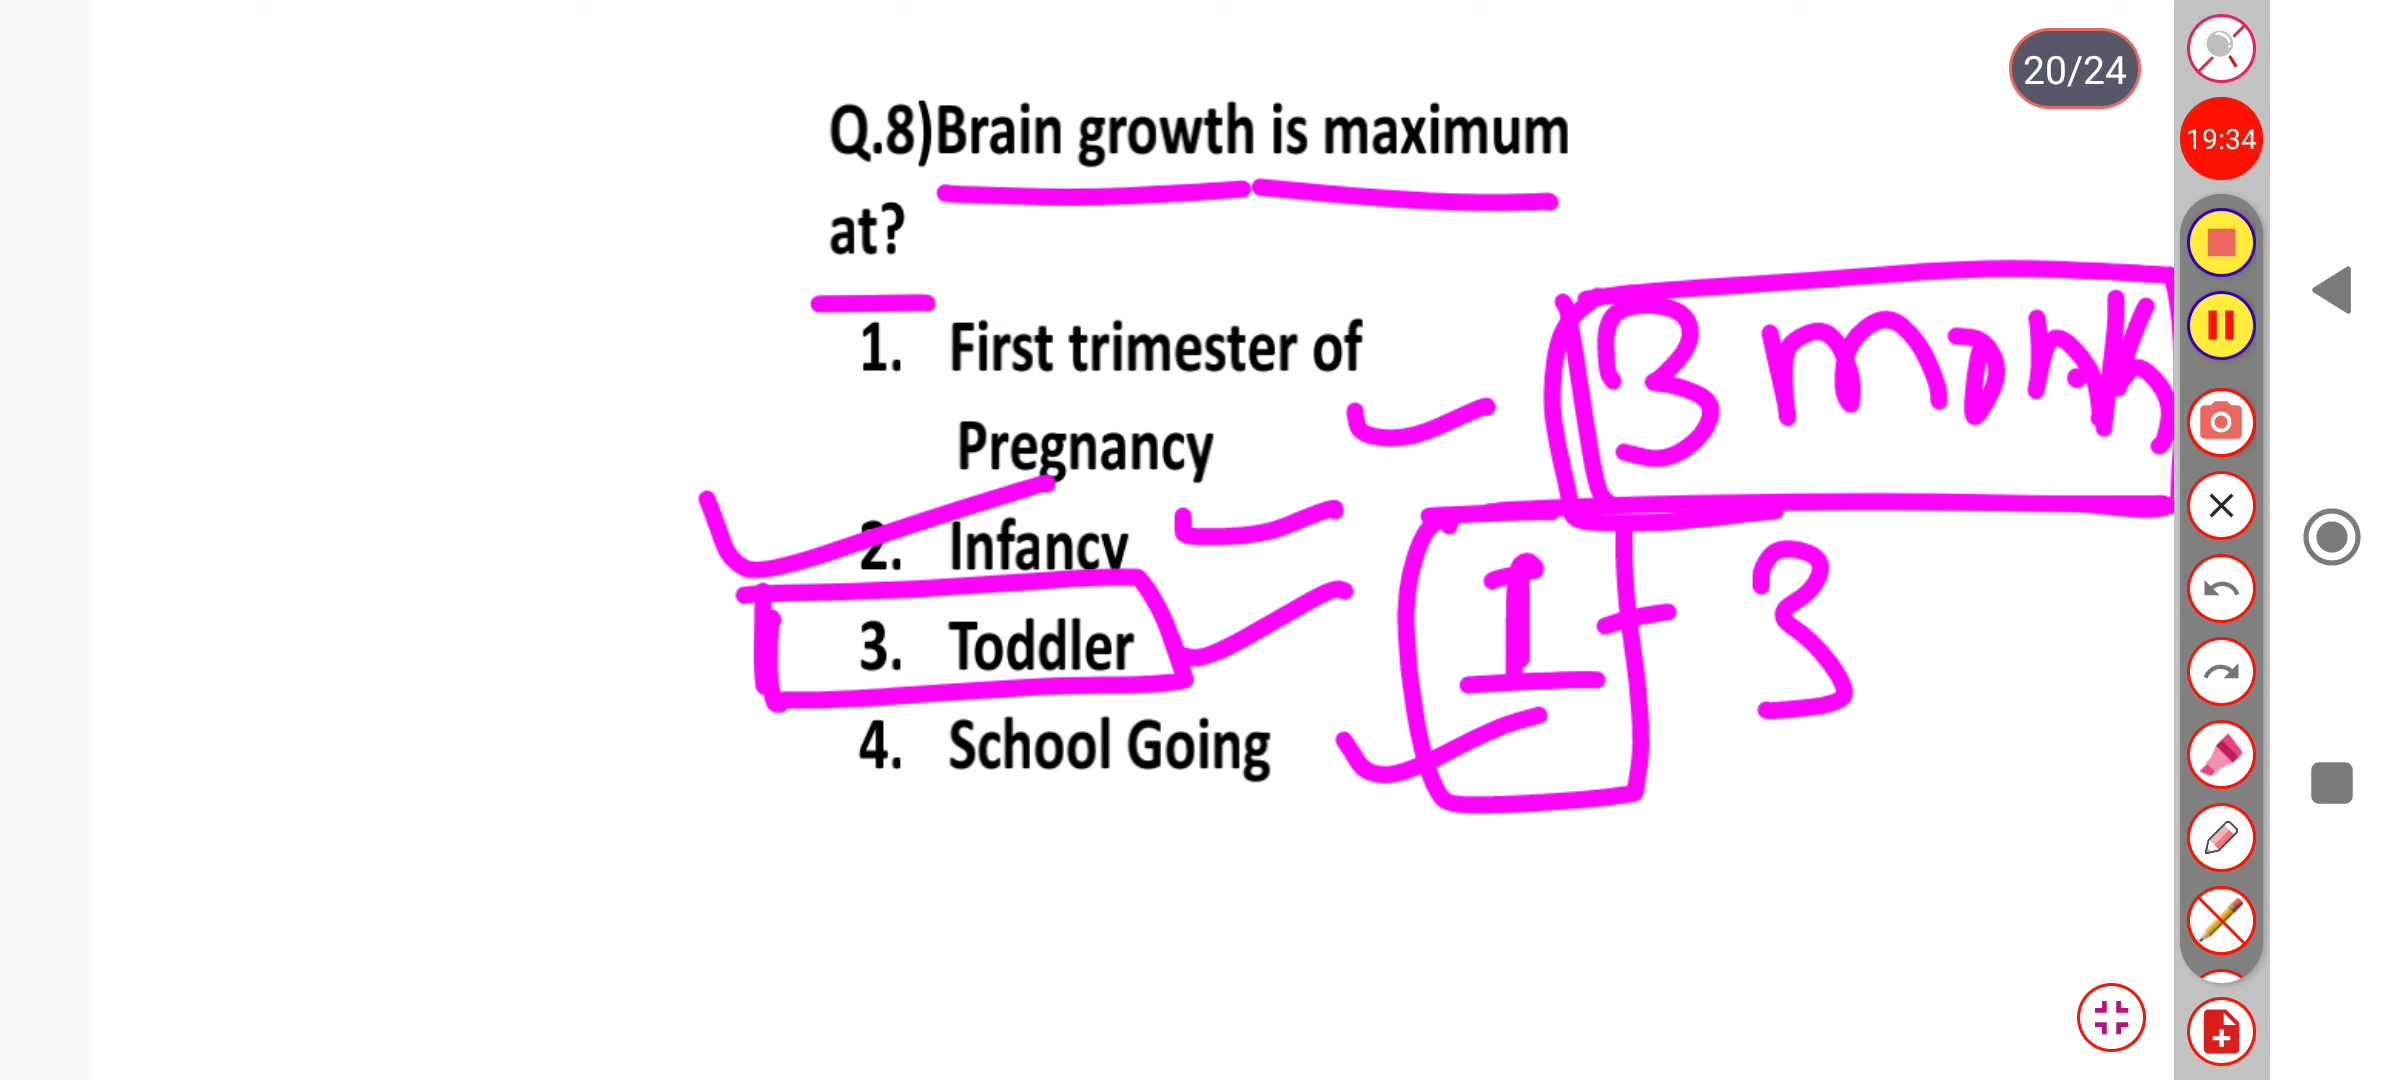 20/24
19:34
Q.8)Brain growth is maximum
at?
1. First trimester of
Pregnancy
3 month
2. Infancy
3. Toddler
I - 3
4. School Going